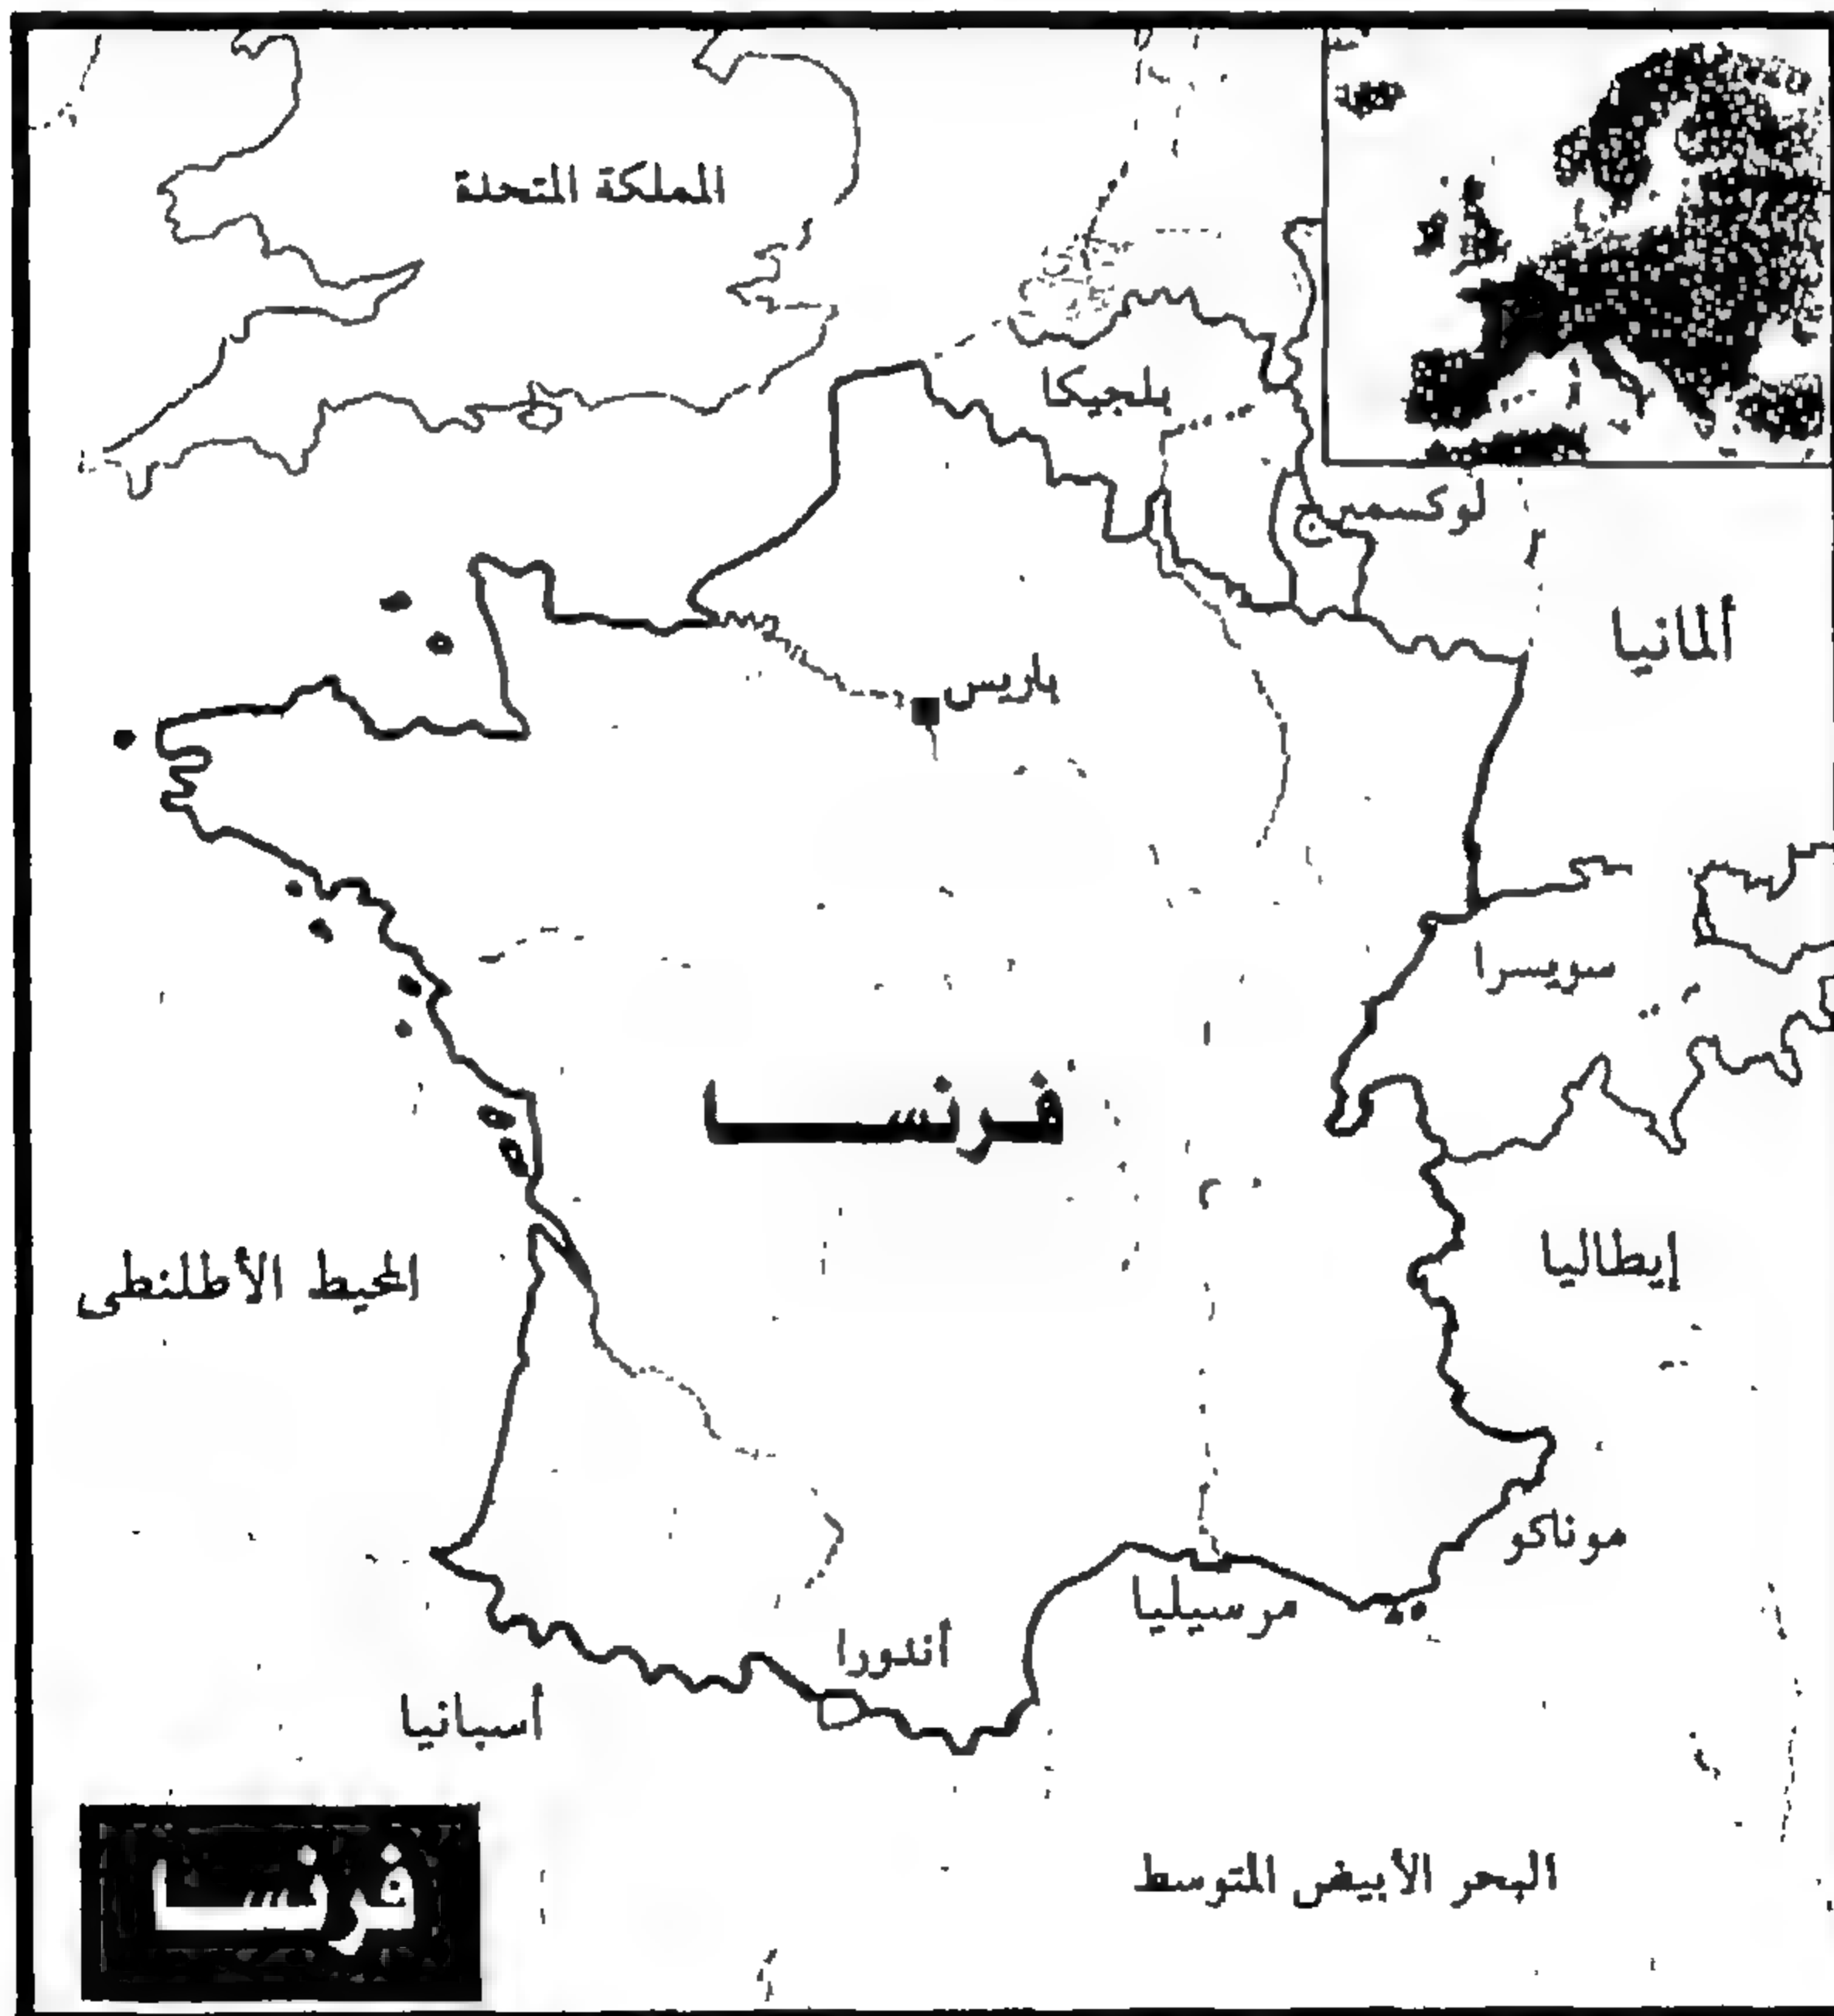 المملكة المتحدة
بلجيكا
لوكسمبرج
ألمانيا
باريس
سويسرا
فرنسا
إيطاليا
المحيط الأطلنطى
موناكو
مرسيليا
أندورا
أسبانيا
البحر الأبيض المتوسط
فرنسا